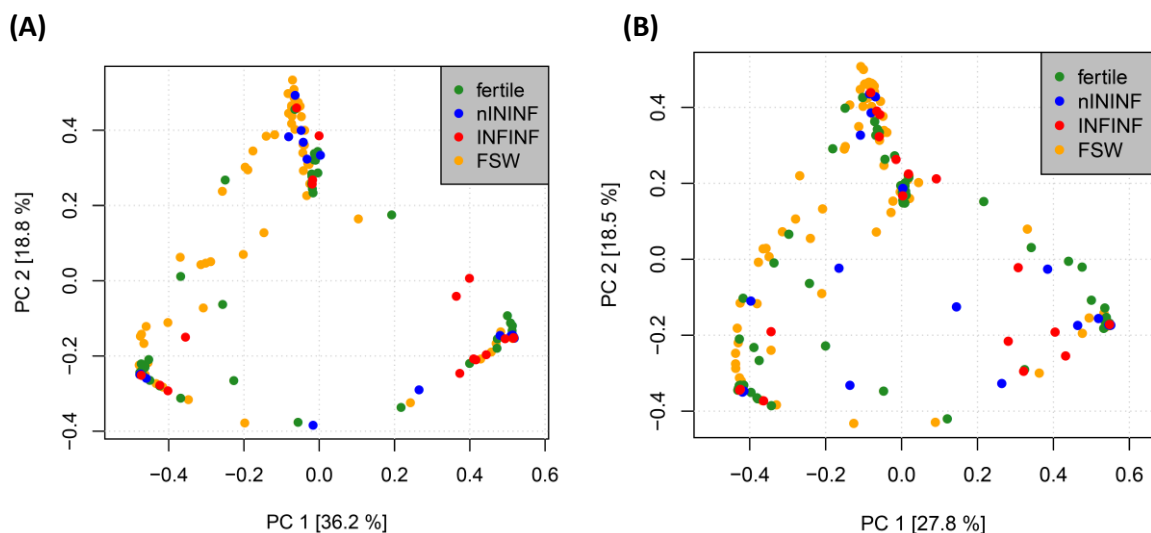 (A)
fertile
nININF
INFINF
FSW
0.4
0.2
0.0
−0.2
−0.4
PC 2 [18.8 %]
−0.4
−0.2
0.0
0.2
0.4
0.6
PC 1 [36.2 %]
(B)
fertile
nININF
INFINF
FSW
0.4
0.2
0.0
−0.2
−0.4
PC 2 [18.5 %]
−0.4
−0.2
0.0
0.2
0.4
0.6
PC 1 [27.8 %]